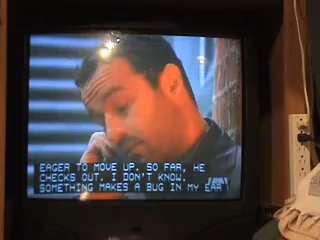 EAGER TO MOVE UP. SO FAR, HE
CHECKS OUT. I DON'T KNOW.
SOMETHING MAKES A BUG IN MY EAR